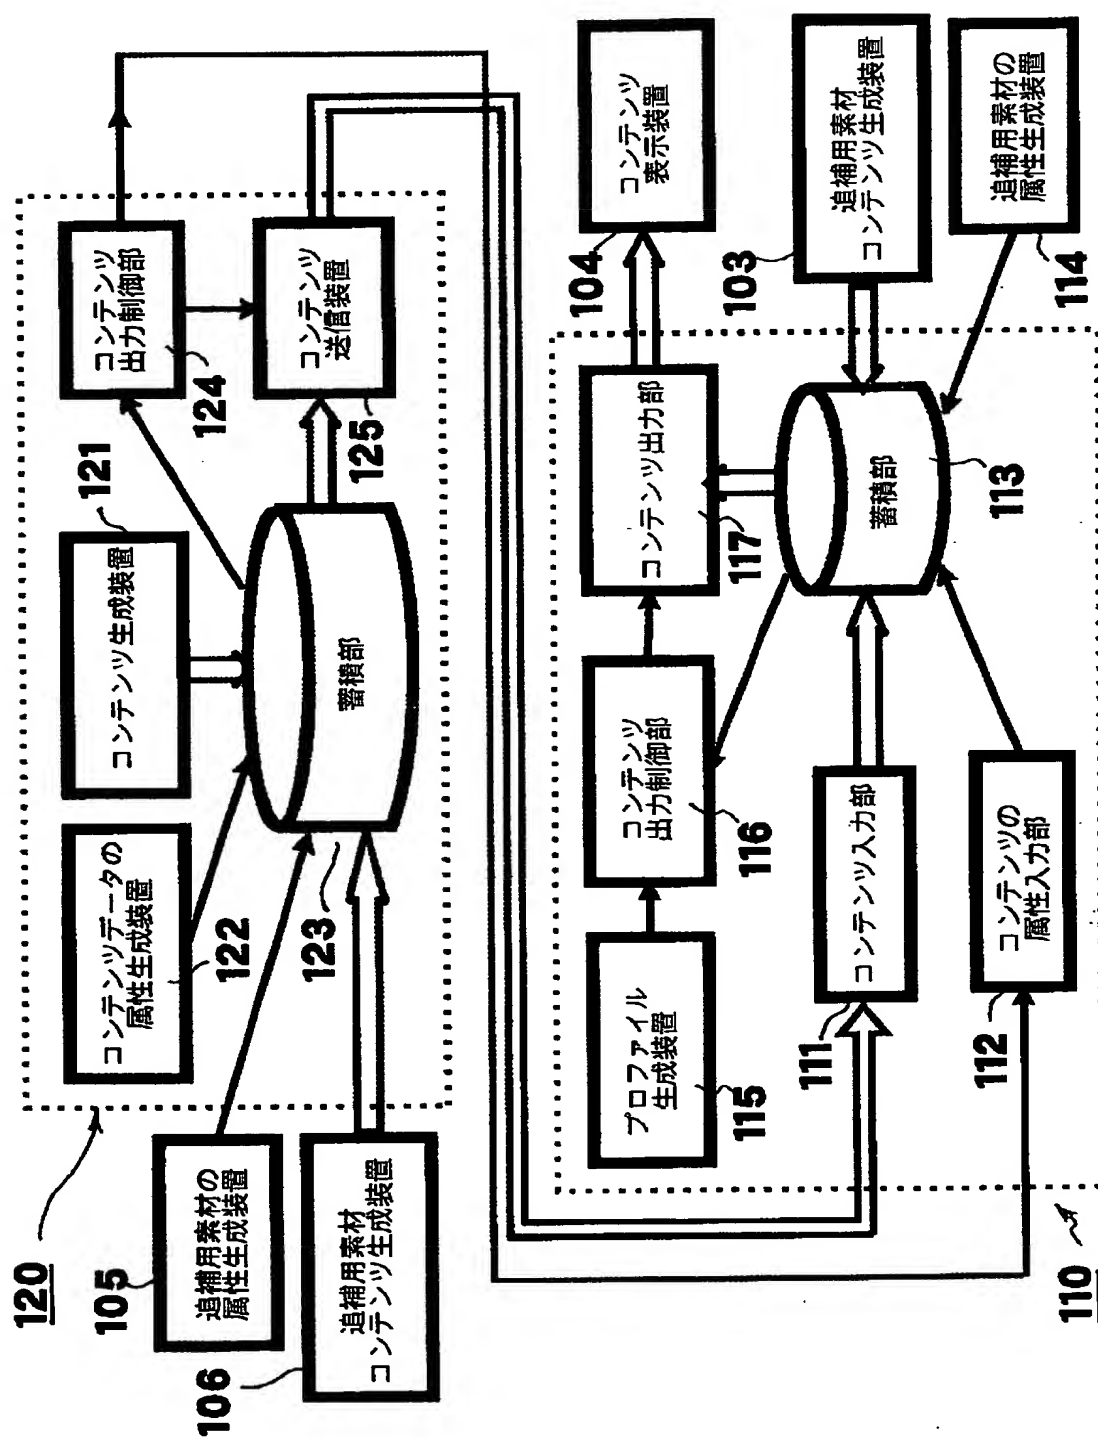 120
105
追補用素材の
属性生成装置
106
追補用素材
コンテンツ生成装置
コンテンツデータの
属性生成装置
122
コンテンツ生成装置
121
蓄積部
123
コンテンツ
出力制御部
124
コンテンツ
送信装置
125
110
プロファイル
生成装置
115
コンテンツ
出力制御部
116
コンテンツ出力部
117
コンテンツ
表示装置
104
コンテンツ入力部
111
コンテンツの
属性入力部
112
蓄積部
113
追補用素材
コンテンツ生成装置
103
追補用素材の
属性生成装置
114